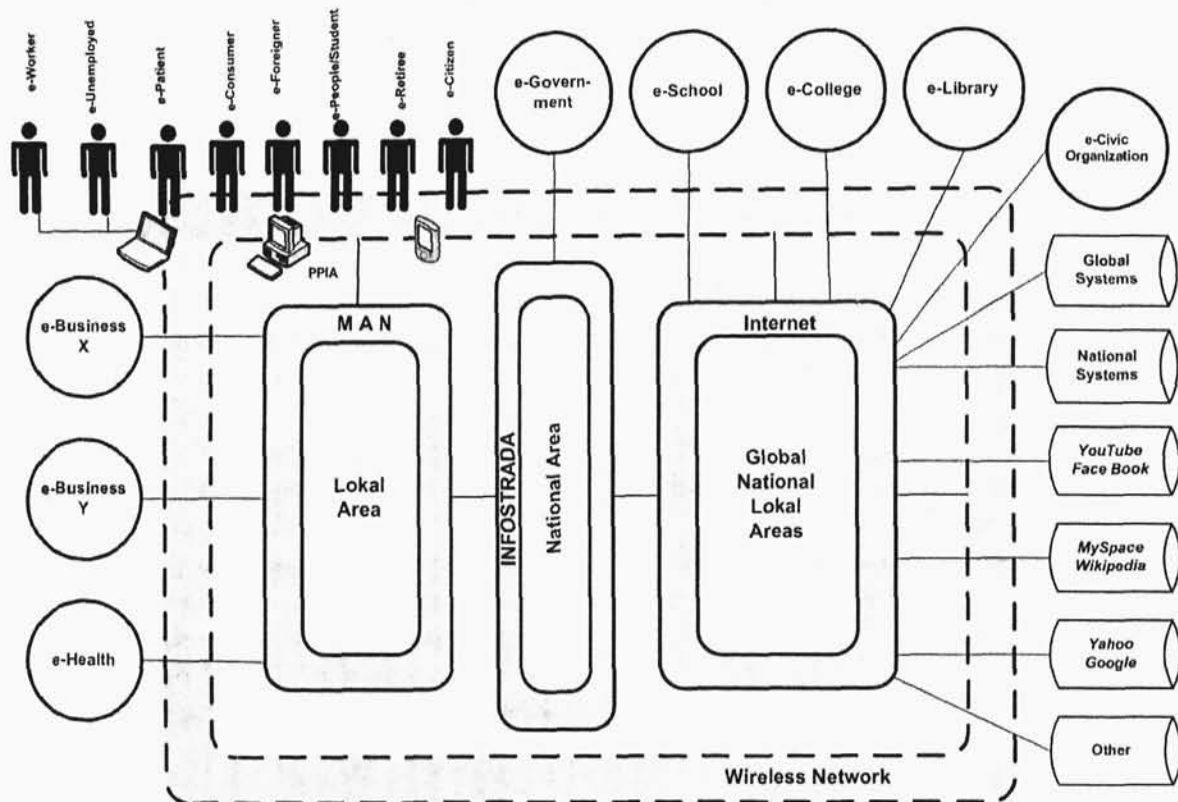 e-Worker
e-Unemployed
e-Patient
e-Consumer
e-Foreigner
e-People/Student
e-Retiree
e-Citizen
e-Govern-
ment
e-School
e-College
e-Library
e-Civic
Organization
PPIA
Global
Systems
e-Business
X
M A N
Internet
National
Systems
YouTube
Face Book
e-Business
Y
Lokal
Area
INFOSTRADA
National Area
Global
National
Lokal
Areas
MySpace
Wikipedia
e-Health
Yahoo
Google
Other
Wireless Network